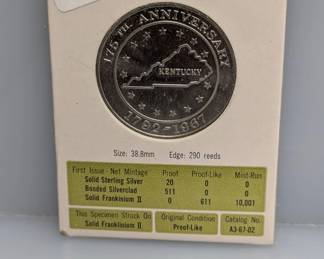 175TH ANNIVERSARY
KENTUCKY
1792-1967
Size: 38.8mm Edge: 290 reeds
First Issue - Net Mintage Proof Proof-Like Mint-Run
Solid Sterling Silver 20 0 0
Bonded Silverclad 511 0 0
Solid Franklinium II 0 611 10,001
This Specimen Struck On Original Condition Catalog No.
Solid Franklinium II Proof-Like A3-67-02